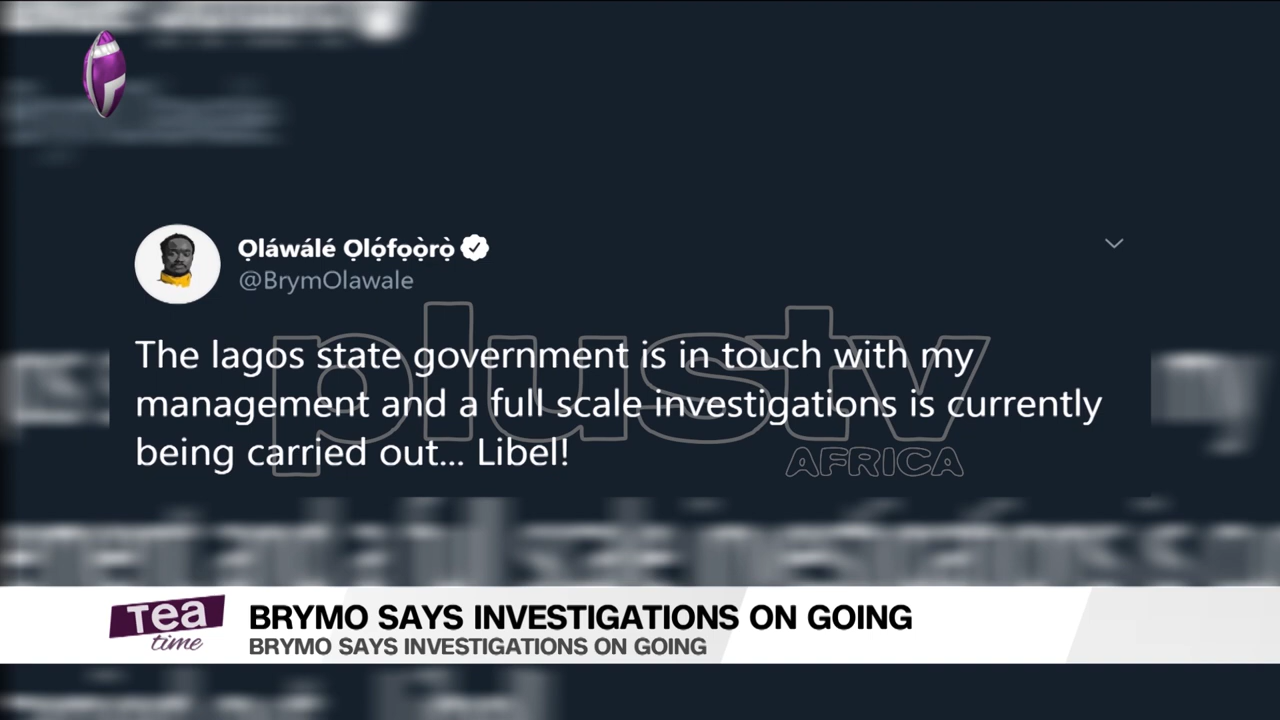 Ọláwálé Ọlọ́fọọ̀rọ̀
@BrymOlawale
The lagos state government is in touch with my
management and a full scale investigations is currently
being carried out... Libel!
plustv
AFRICA
Tea
time
BRYMO SAYS INVESTIGATIONS ON GOING
BRYMO SAYS INVESTIGATIONS ON GOING